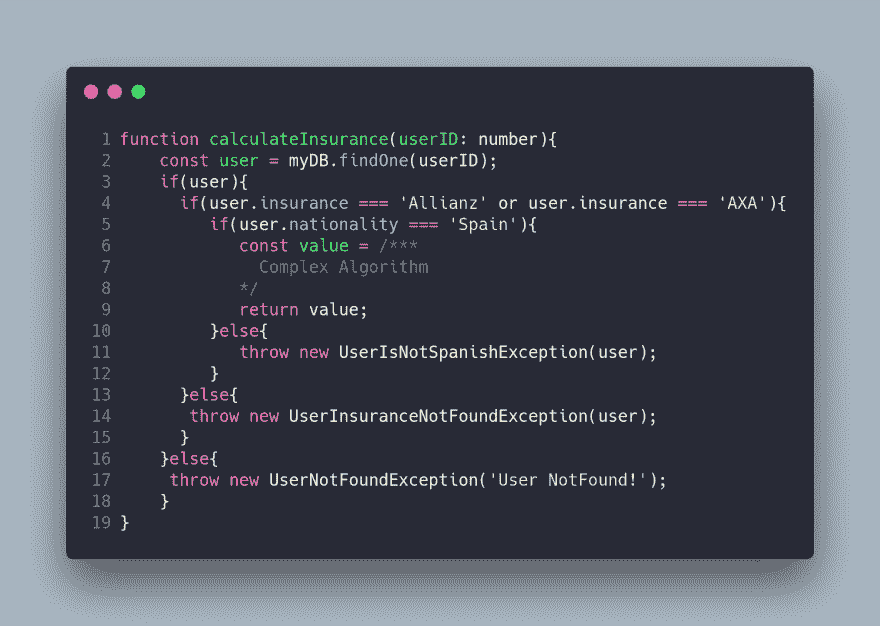 1 function calculateInsurance(userID: number){
2     const user = myDB.findOne(userID);
3     if(user){
4       if(user.insurance === 'Allianz' or user.insurance === 'AXA'){
5          if(user.nationality === 'Spain'){
6             const value = /***
7               Complex Algorithm
8             */
9             return value;
10          }else{
11             throw new UserIsNotSpanishException(user);
12          }
13       }else{
14        throw new UserInsuranceNotFoundException(user);
15       }
16     }else{
17      throw new UserNotFoundException('User NotFound!');
18     }
19 }